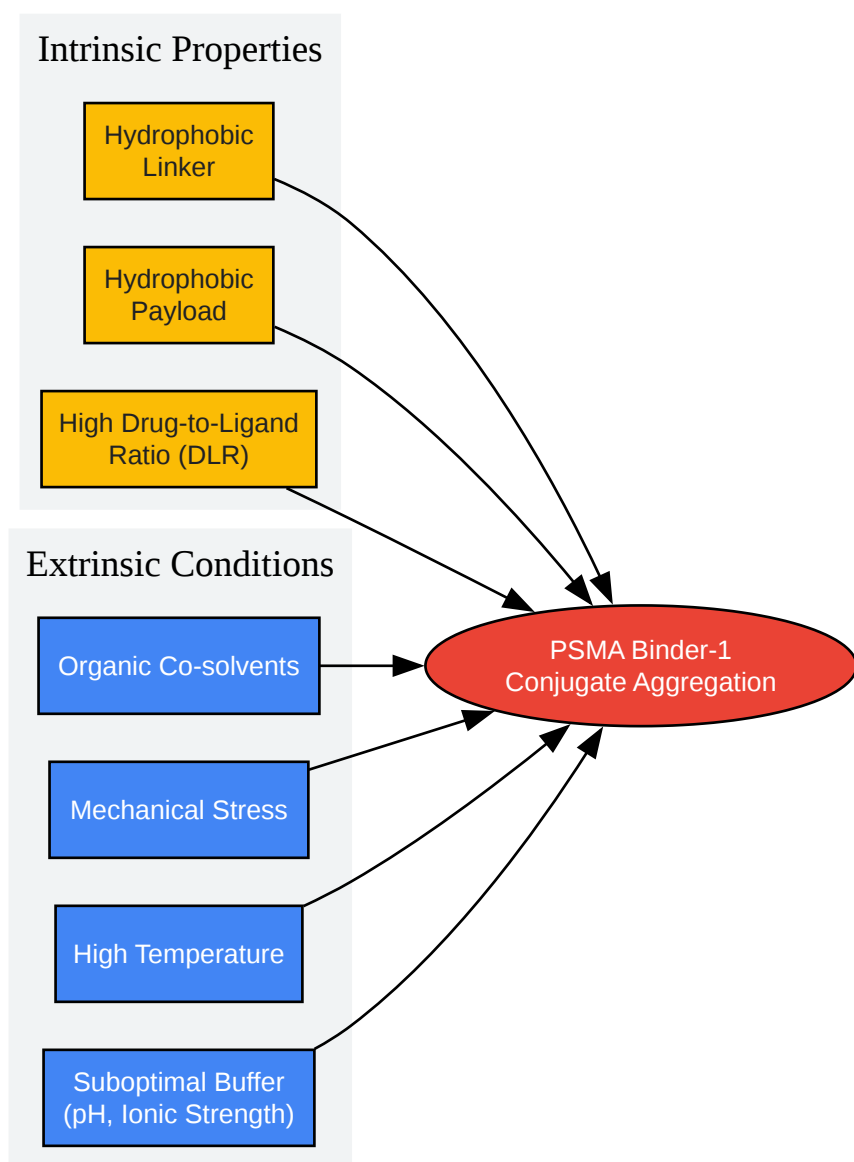 Intrinsic Properties
Hydrophobic
Linker
Hydrophobic
Payload
High Drug-to-Ligand
Ratio (DLR)
Extrinsic Conditions
Organic Co-solvents
Mechanical Stress
High Temperature
Suboptimal Buffer
(pH, Ionic Strength)
PSMA Binder-1
Conjugate Aggregation